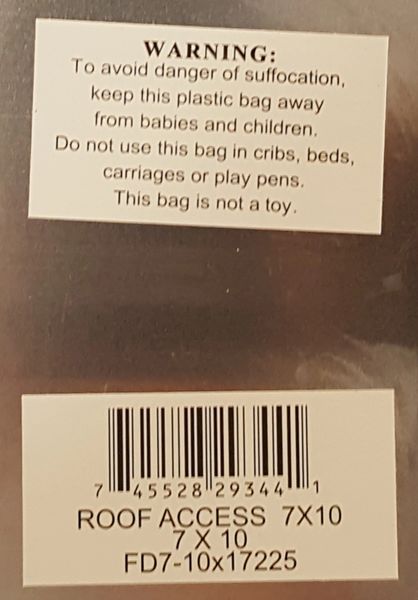 WARNING:
To avoid danger of suffocation,
keep this plastic bag away
from babies and children.
Do not use this bag in cribs, beds,
carriages or play pens.
This bag is not a toy.
7 45528 29344 1
ROOF ACCESS 7X10
7 X 10
FD7-10x17225